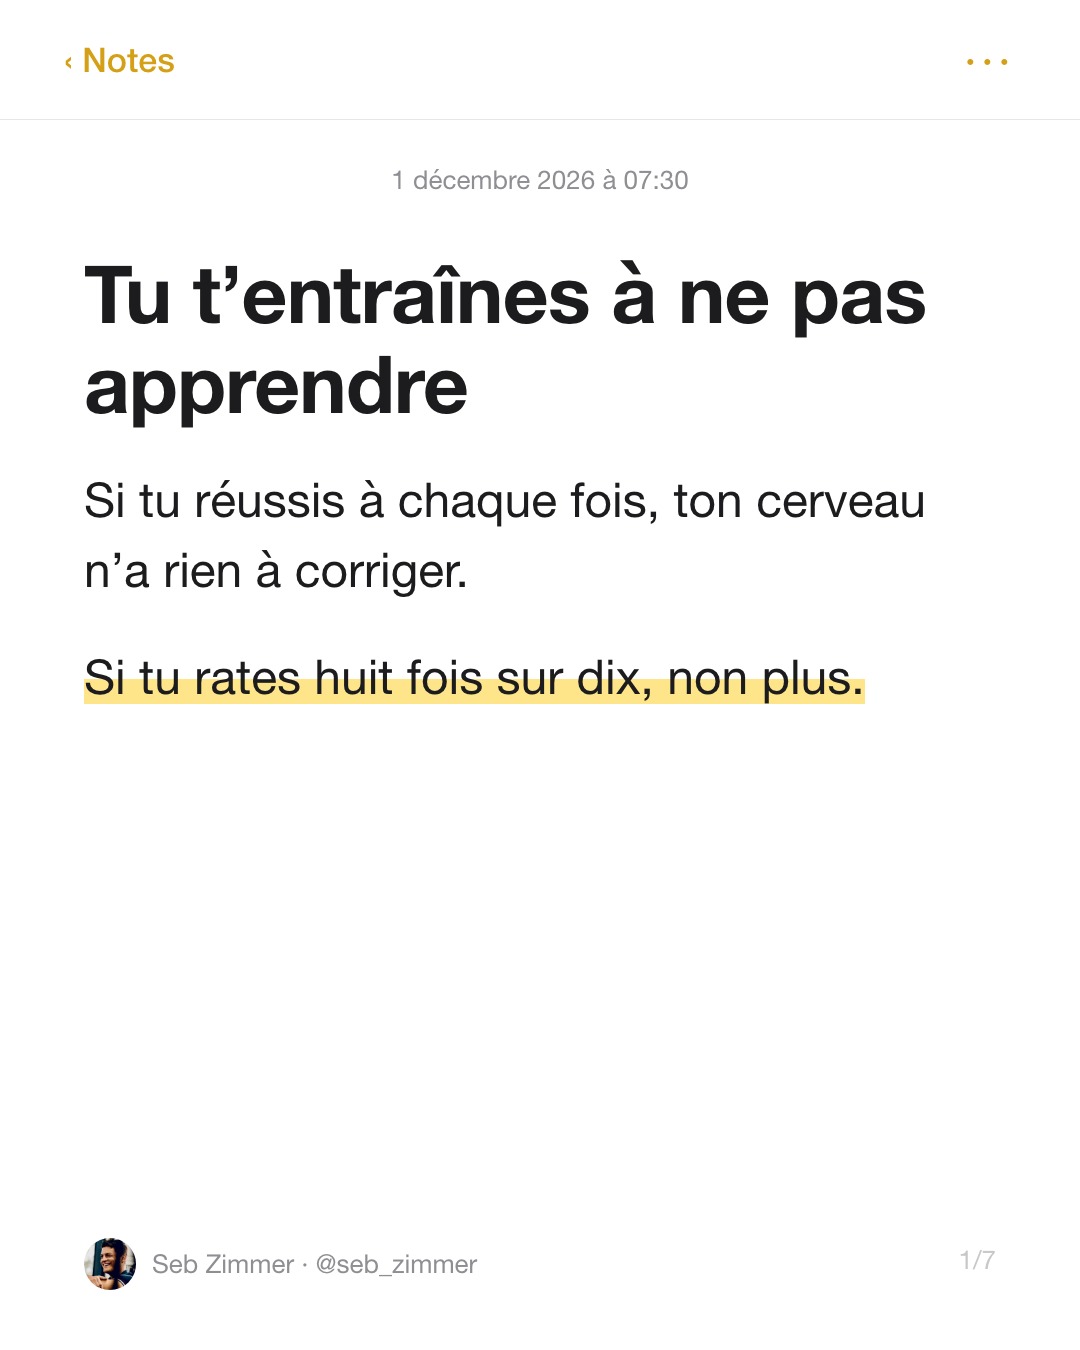 ‹ Notes
...
1 décembre 2026 à 07:30
Tu t’entraînes à ne pas
apprendre
Si tu réussis à chaque fois, ton cerveau
n’a rien à corriger.
Si tu rates huit fois sur dix, non plus.
Seb Zimmer · @seb_zimmer
1/7